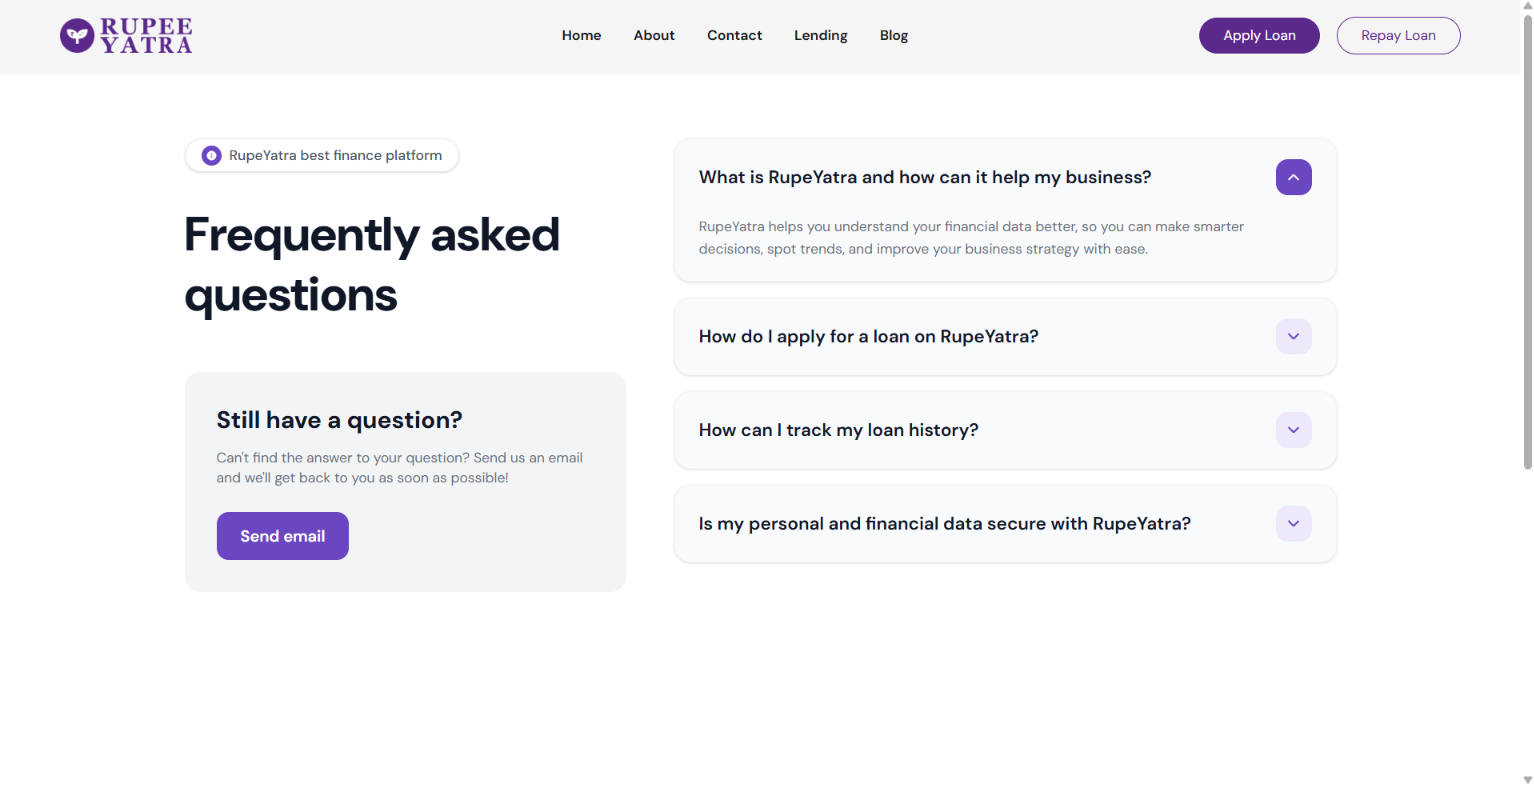 RUPEE
YATRA
Home
About
Contact
Lending
Blog
Apply Loan
Repay Loan
RupeYatra best finance platform
Frequently asked
questions
Still have a question?
Can't find the answer to your question? Send us an email
and we'll get back to you as soon as possible!
Send email
What is RupeYatra and how can it help my business?
RupeYatra helps you understand your financial data better, so you can make smarter
decisions, spot trends, and improve your business strategy with ease.
How do I apply for a loan on RupeYatra?
How can I track my loan history?
Is my personal and financial data secure with RupeYatra?